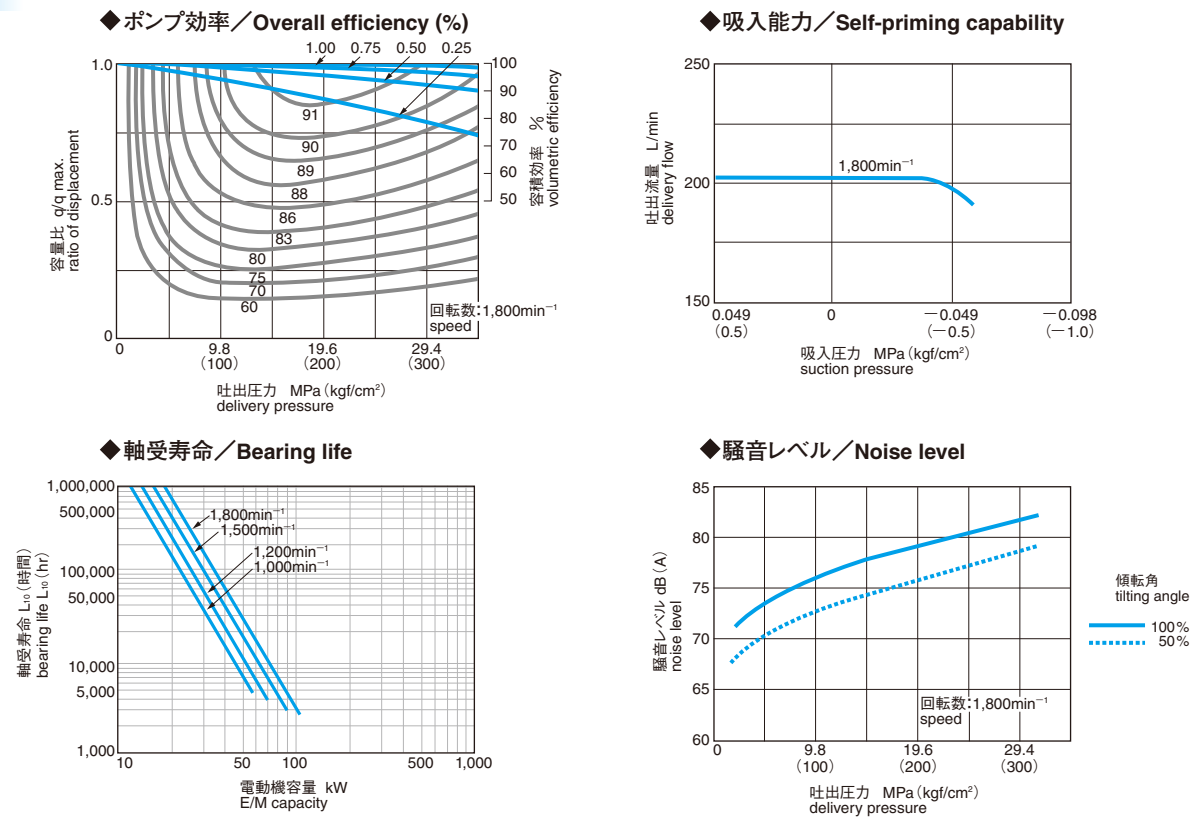 ◆ポンプ効率／Overall efficiency (%)
1.00 0.75 0.50 0.25
1.0
0.5
0
容量比 q/q max.
ratio of displacement
100
90
80
70
60
50
容積効率 %
volumetric efficiency
91
90
89
88
86
83
80
75
70
60
回転数：1,800min⁻¹
speed
0 9.8 19.6 29.4
（100） （200） （300）
吐出圧力 MPa（kgf/cm²）
delivery pressure
◆吸入能力／Self-priming capability
250
200
150
吐出流量 L/min
delivery flow
1,800min⁻¹
0.049 0 －0.049 －0.098
（0.5） （－0.5） （－1.0）
吸入圧力 MPa（kgf/cm²）
suction pressure
◆軸受寿命／Bearing life
1,000,000
500,000
100,000
50,000
10,000
5,000
1,000
軸受寿命 L₁₀（時間）
bearing life L₁₀（hr）
1,800min⁻¹
1,500min⁻¹
1,200min⁻¹
1,000min⁻¹
10 50 100 500 1,000
電動機容量 kW
E/M capacity
◆騒音レベル／Noise level
85
80
75
70
65
60
騒音レベル dB（A）
noise level
回転数：1,800min⁻¹
speed
0 9.8 19.6 29.4
（100） （200） （300）
吐出圧力 MPa（kgf/cm²）
delivery pressure
傾転角
tilting angle
100%
50%